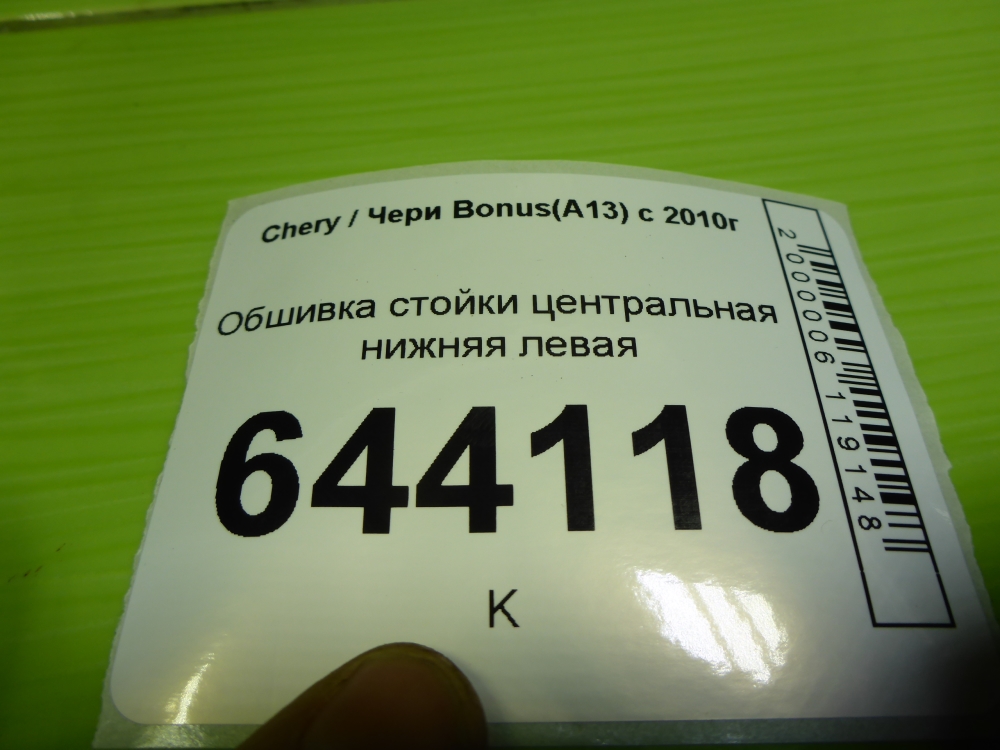 Chery / Чери Bonus(A13) с 2010г
Обшивка стойки центральная
нижняя левая
644118
К
2000006119148